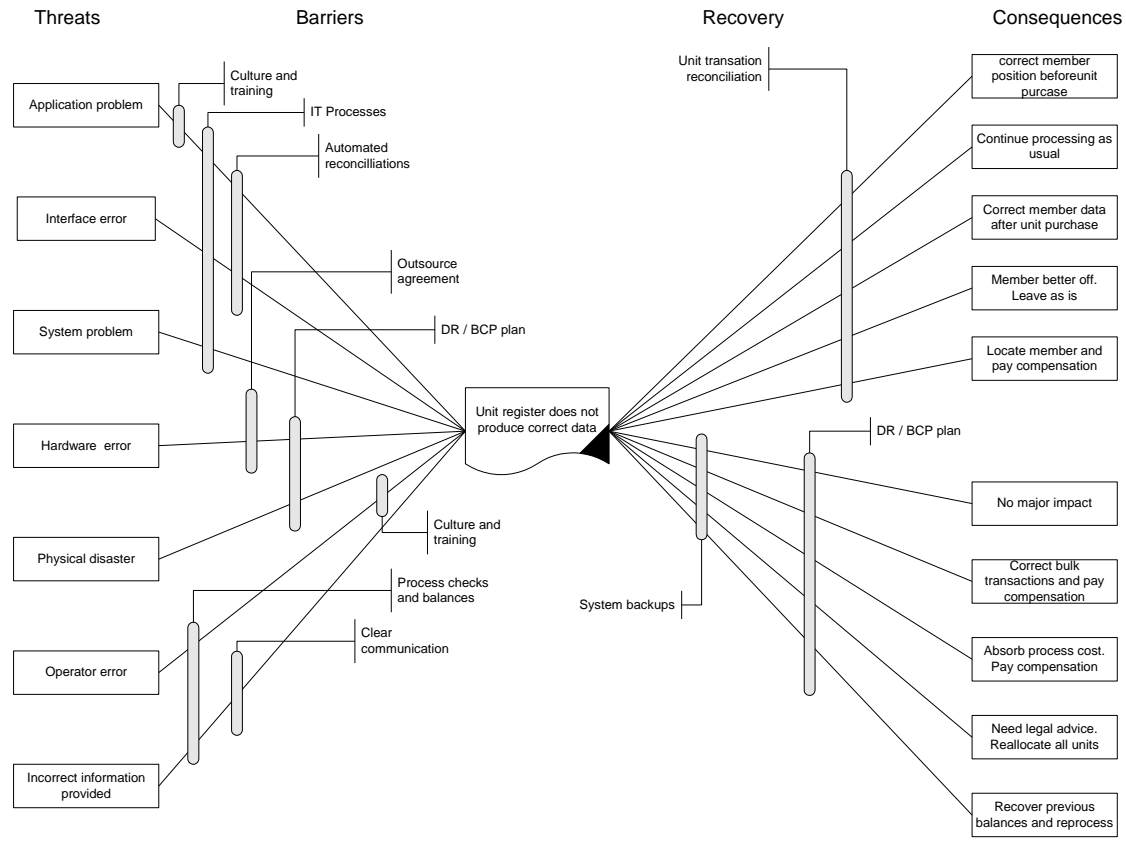 Threats
Barriers
Recovery
Consequences
Application problem
Interface error
System problem
Hardware  error
Physical disaster
Operator error
Incorrect information
provided
Culture and
training
IT Processes
Automated
reconcilliations
Outsource
agreement
DR / BCP plan
Culture and
training
Process checks
and balances
Clear
communication
Unit register does not
produce correct data
Unit transation
reconciliation
DR / BCP plan
System backups
correct member
position beforeunit
purcase
Continue processing as
usual
Correct member data
after unit purchase
Member better off.
Leave as is
Locate member and
pay compensation
No major impact
Correct bulk
transactions and pay
compensation
Absorb process cost.
Pay compensation
Need legal advice.
Reallocate all units
Recover previous
balances and reprocess